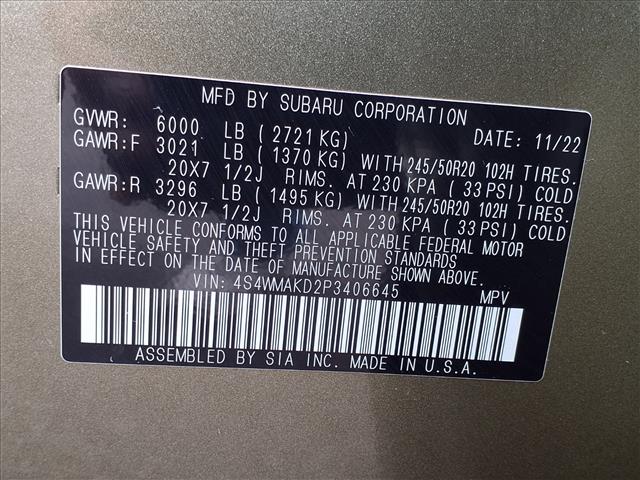 MFD BY SUBARU CORPORATION
GVWR: 6000 LB ( 2721 KG) DATE: 11/22
GAWR:F 3021 LB ( 1370 KG) WITH 245/50R20 102H TIRES.
20X7 1/2J RIMS. AT 230 KPA ( 33 PSI) COLD
GAWR:R 3296 LB ( 1495 KG) WITH 245/50R20 102H TIRES.
20X7 1/2J RIMS. AT 230 KPA ( 33 PSI) COLD
THIS VEHICLE CONFORMS TO ALL APPLICABLE FEDERAL MOTOR
VEHICLE SAFETY AND THEFT PREVENTION STANDARDS
IN EFFECT ON THE DATE OF MANUFACTURE SHOWN ABOVE.
VIN: 4S4WMAKD2P3406645 MPV
ASSEMBLED BY SIA INC. MADE IN U.S.A.